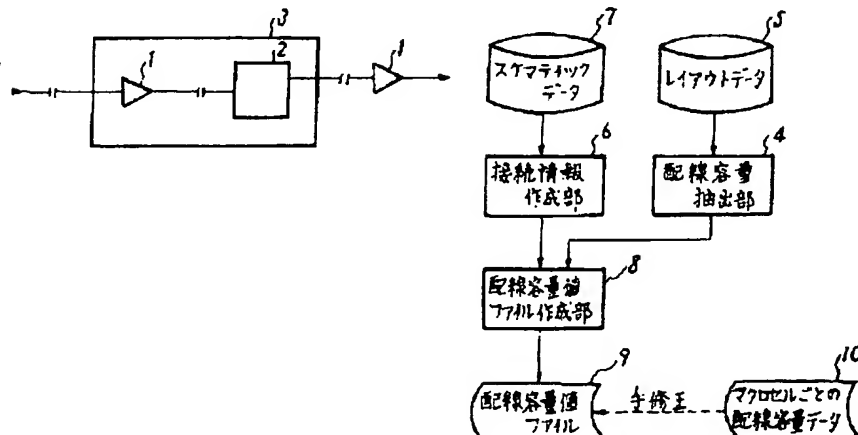 3
1
2
1
7
スケマティック
データ
5
レイアウトデータ
6
接続情報
作成部
4
配線容量
抽出部
8
配線容量値
ファイル作成部
9
配線容量値
ファイル
手修正
10
マクロセルごとの
配線容量データ